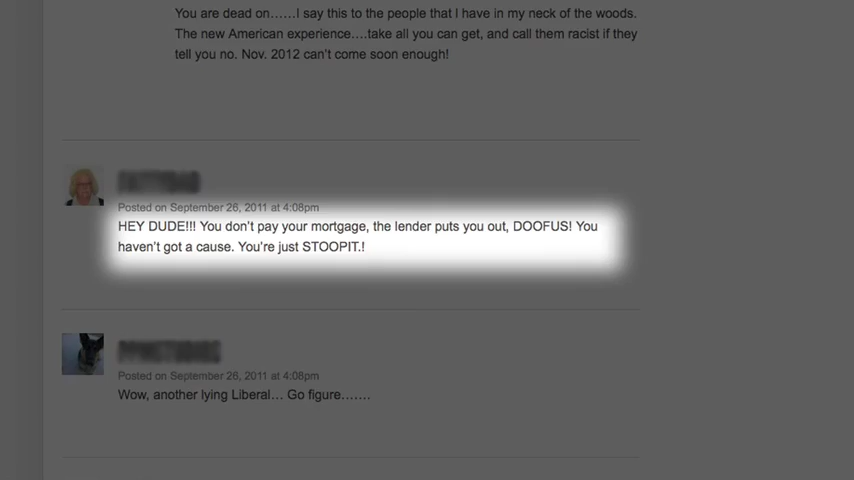 You are dead on……I say this to the people that I have in my neck of the woods.
The new American experience….take all you can get, and call them racist if they
tell you no. Nov. 2012 can’t come soon enough!
Posted on September 26, 2011 at 4:08pm
HEY DUDE!!! You don’t pay your mortgage, the lender puts you out, DOOFUS! You
haven’t got a cause. You’re just STOOPIT.!
Posted on September 26, 2011 at 4:08pm
Wow, another lying Liberal… Go figure…….